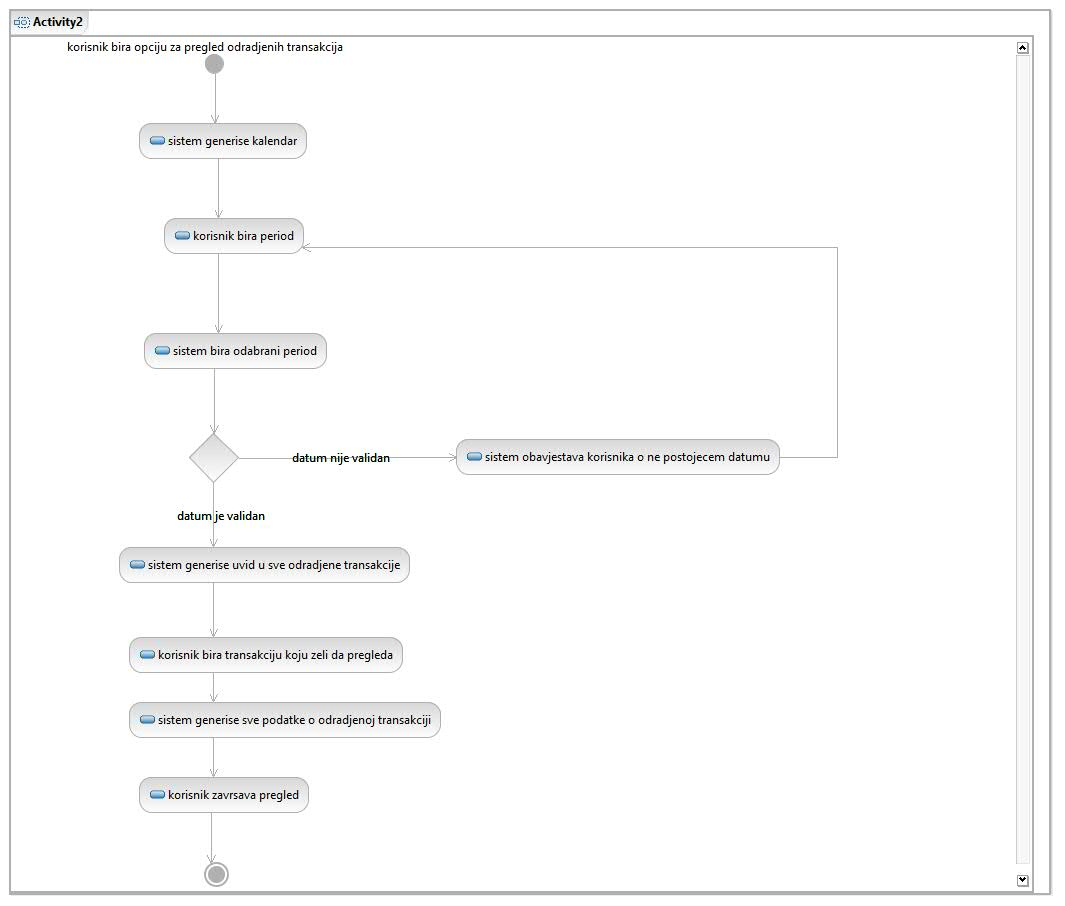 Activity2
korisnik bira opciju za pregled odradjenih transakcija
sistem generise kalendar
korisnik bira period
sistem bira odabrani period
datum nije validan
sistem obavjestava korisnika o ne postojecem datumu
datum je validan
sistem generise uvid u sve odradjene transakcije
korisnik bira transakciju koju zeli da pregleda
sistem generise sve podatke o odradjenoj transakciji
korisnik zavrsava pregled